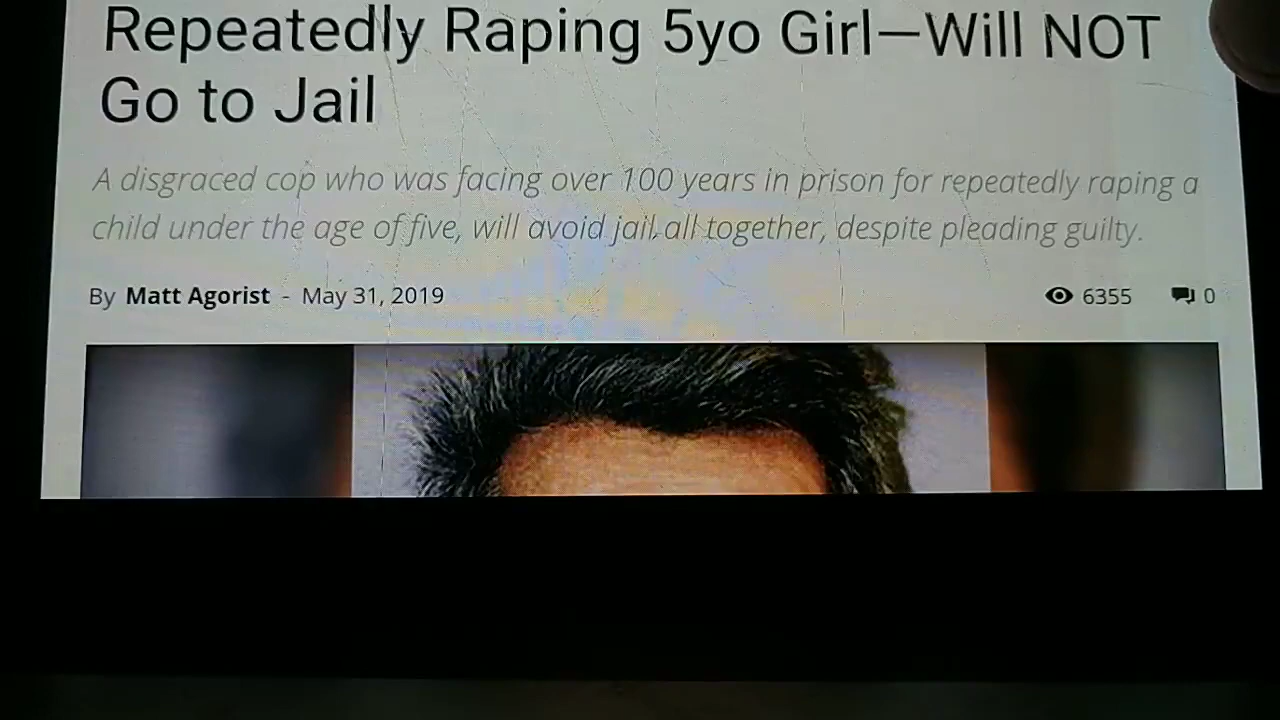 Repeatedly Raping 5yo Girl—Will NOT
Go to Jail
A disgraced cop who was facing over 100 years in prison for repeatedly raping a
child under the age of five, will avoid jail all together, despite pleading guilty.
By Matt Agorist - May 31, 2019
6355
0